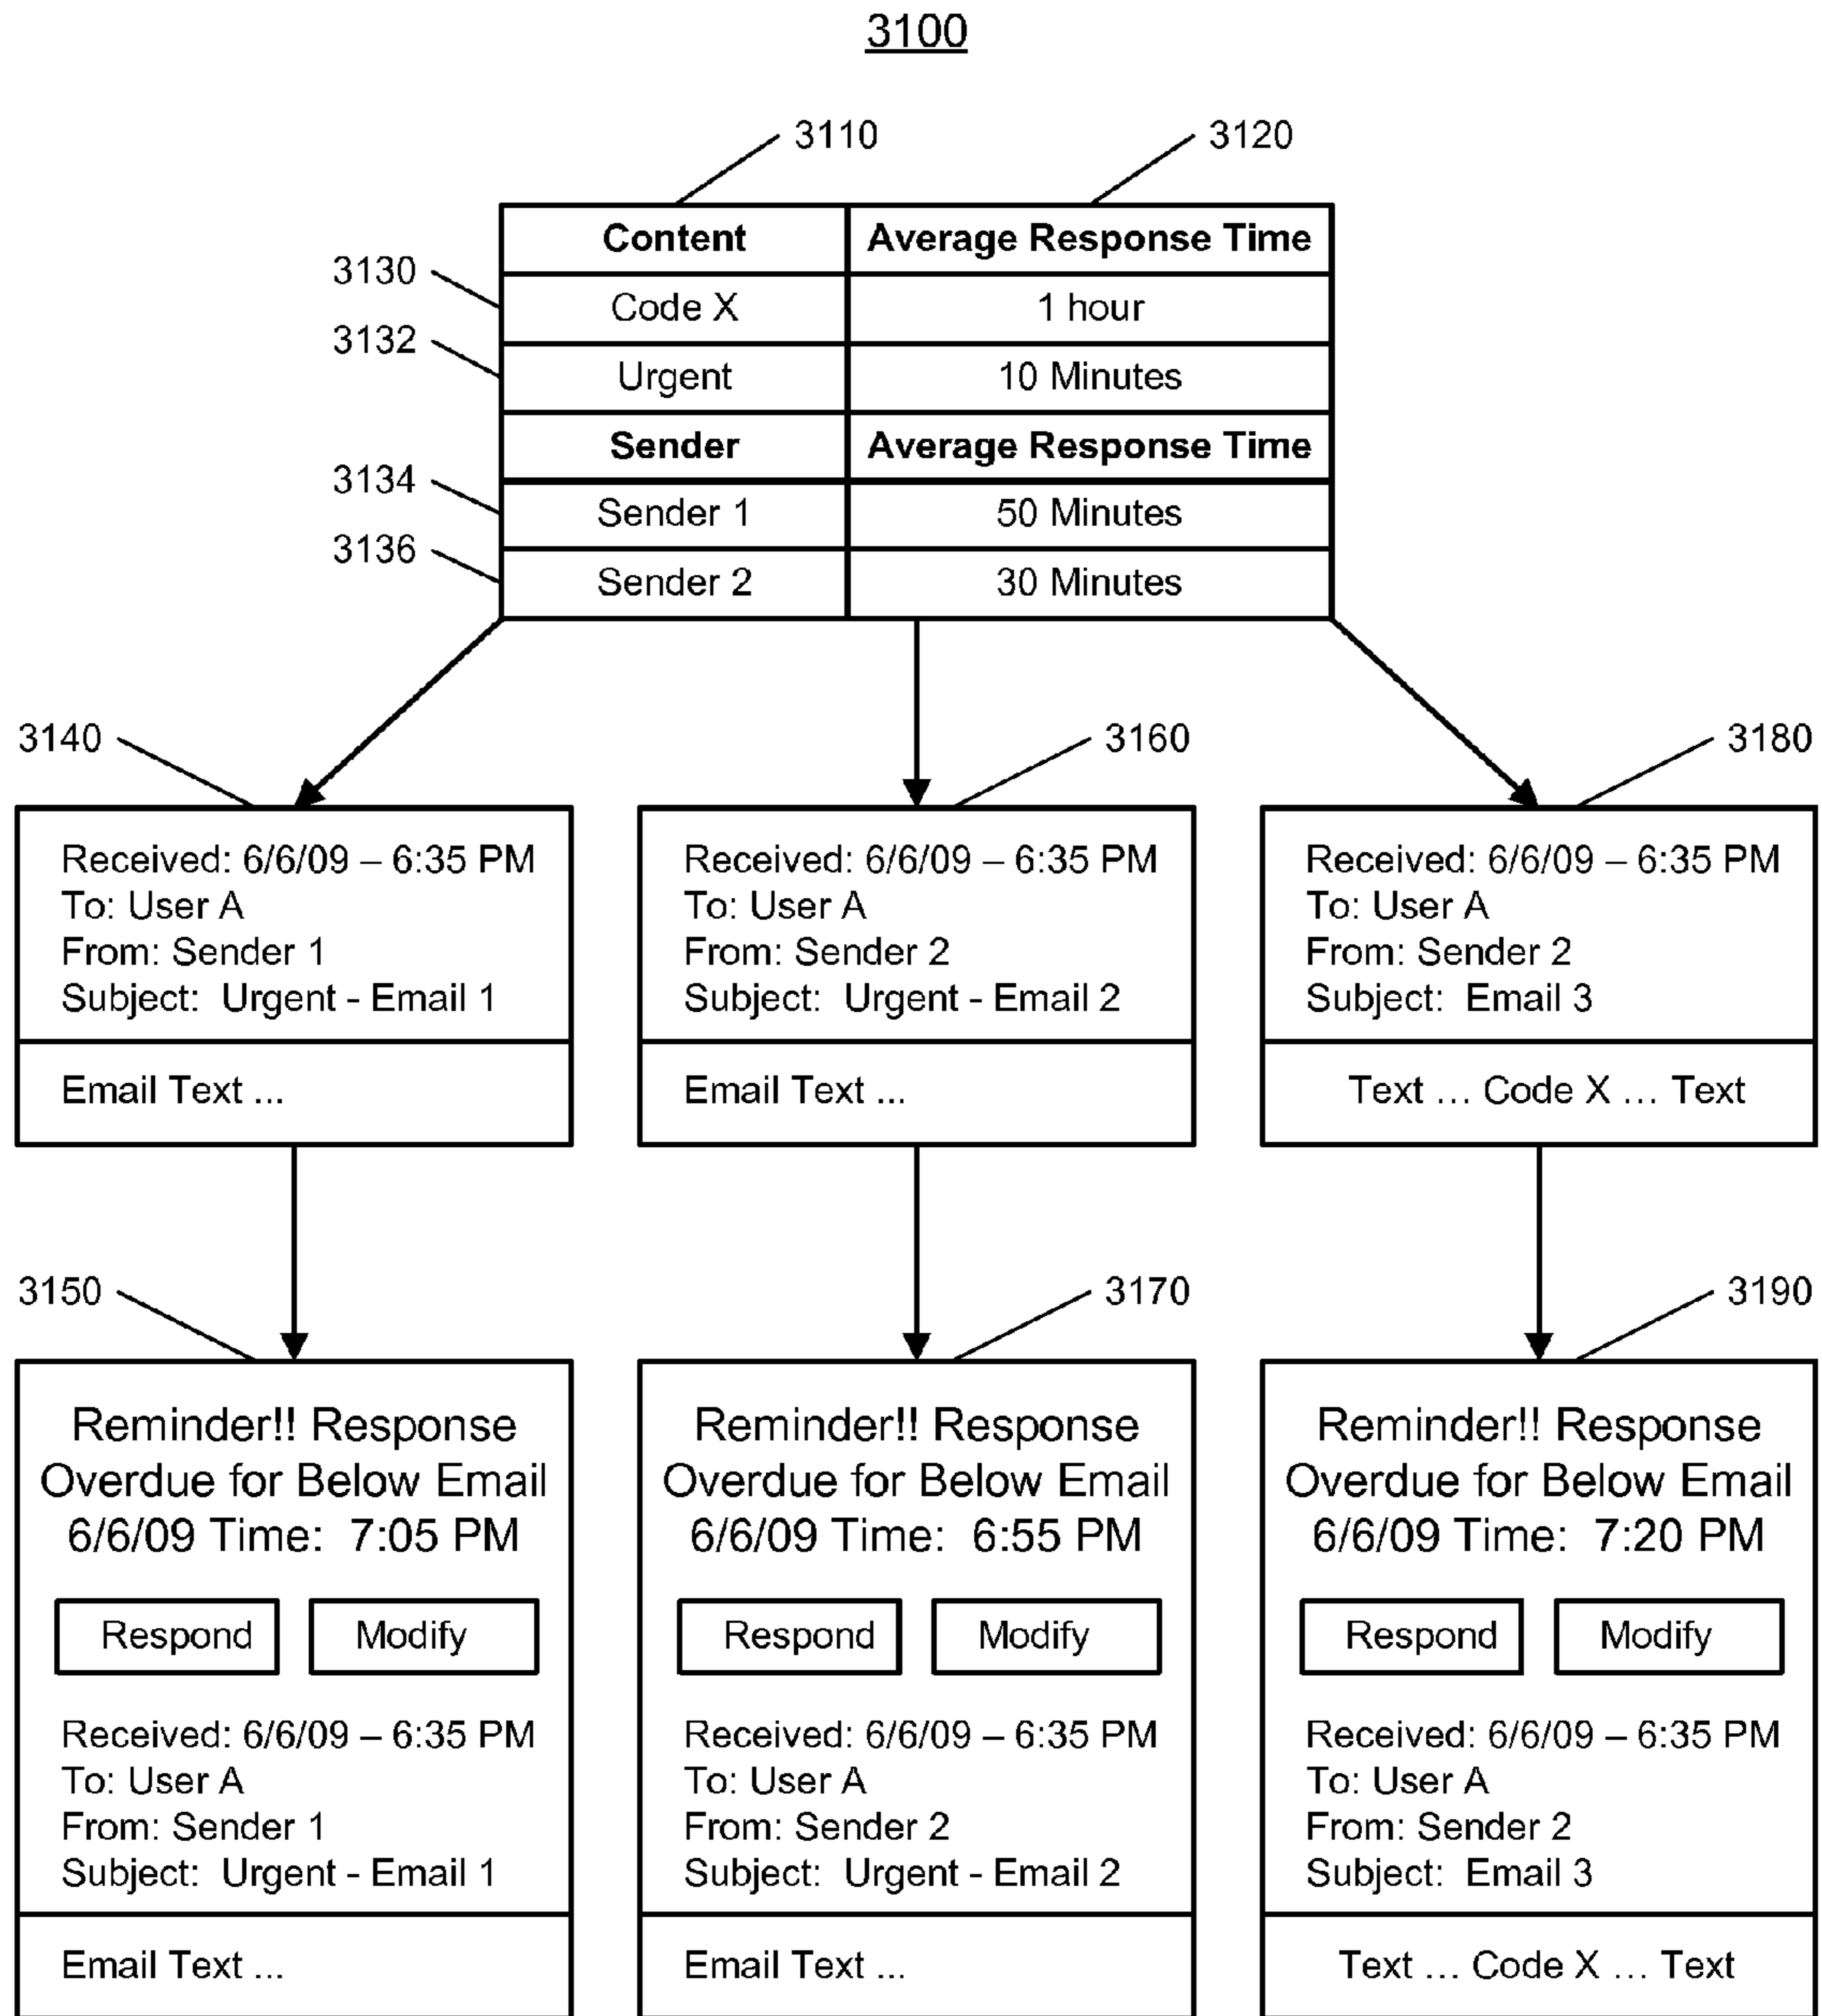 3100
3110
3120
Content Average Response Time
3130
Code X 1 hour
3132
Urgent 10 Minutes
Sender Average Response Time
3134
Sender 1 50 Minutes
3136
Sender 2 30 Minutes
3140
Received: 6/6/09 – 6:35 PM
To: User A
From: Sender 1
Subject: Urgent - Email 1
Email Text ...
3160
Received: 6/6/09 – 6:35 PM
To: User A
From: Sender 2
Subject: Urgent - Email 2
Email Text ...
3180
Received: 6/6/09 – 6:35 PM
To: User A
From: Sender 2
Subject: Email 3
Text ... Code X ... Text
3150
Reminder!! Response
Overdue for Below Email
6/6/09 Time: 7:05 PM
Respond Modify
Received: 6/6/09 – 6:35 PM
To: User A
From: Sender 1
Subject: Urgent - Email 1
Email Text ...
3170
Reminder!! Response
Overdue for Below Email
6/6/09 Time: 6:55 PM
Respond Modify
Received: 6/6/09 – 6:35 PM
To: User A
From: Sender 2
Subject: Urgent - Email 2
Email Text ...
3190
Reminder!! Response
Overdue for Below Email
6/6/09 Time: 7:20 PM
Respond Modify
Received: 6/6/09 – 6:35 PM
To: User A
From: Sender 2
Subject: Email 3
Text ... Code X ... Text